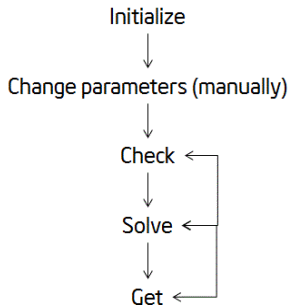 Initialize
Change parameters (manually)
Check
Solve
Get